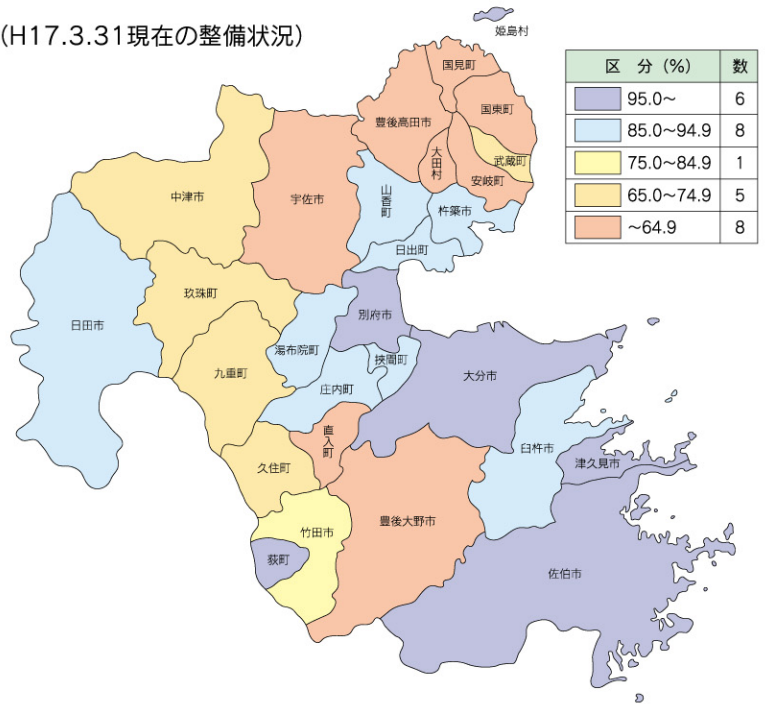 (H17.3.31現在の整備状況)
姫島村
区 分 (%) 数
95.0～ 6
85.0～94.9 8
75.0～84.9 1
65.0～74.9 5
～64.9 8
国見町
国東町
豊後高田市
大田村
武蔵町
安岐町
中津市
宇佐市
山香町
杵築市
日出町
玖珠町
別府市
日田市
湯布院町
挾間町
九重町
大分市
庄内町
直入町
臼杵市
久住町
津久見市
竹田市
豊後大野市
荻町
佐伯市